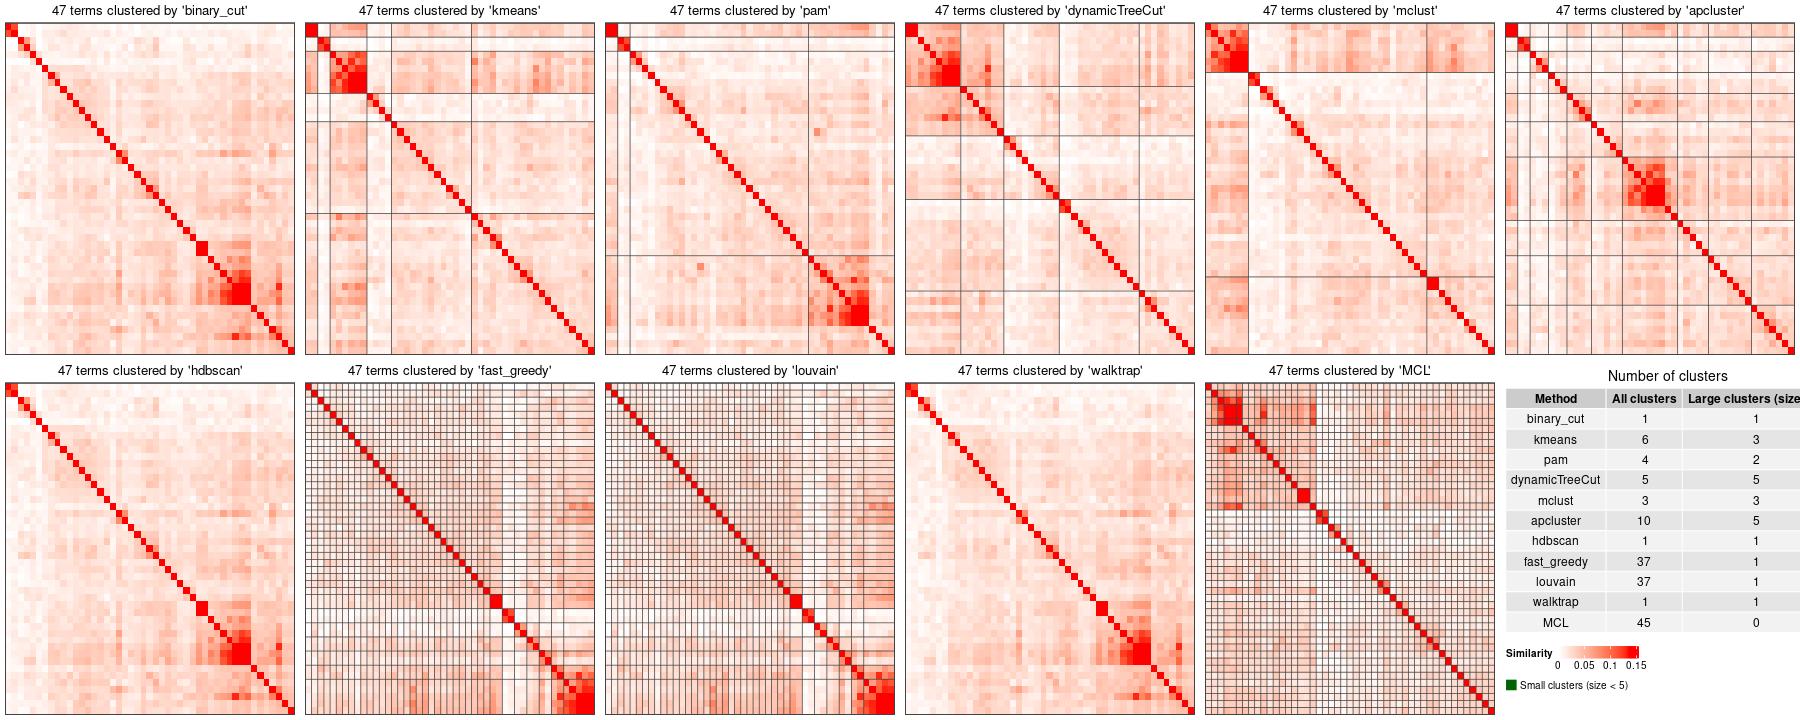 47 terms clustered by 'binary_cut'
47 terms clustered by 'kmeans'
47 terms clustered by 'pam'
47 terms clustered by 'dynamicTreeCut'
47 terms clustered by 'mclust'
47 terms clustered by 'apcluster'
47 terms clustered by 'hdbscan'
47 terms clustered by 'fast_greedy'
47 terms clustered by 'louvain'
47 terms clustered by 'walktrap'
47 terms clustered by 'MCL'
Number of clusters
Method All clusters Large clusters (size
binary_cut 1 1
kmeans 6 3
pam 4 2
dynamicTreeCut 5 5
mclust 3 3
apcluster 10 5
hdbscan 1 1
fast_greedy 37 1
louvain 37 1
walktrap 1 1
MCL 45 0
Similarity
0 0.05 0.1 0.15
Small clusters (size < 5)